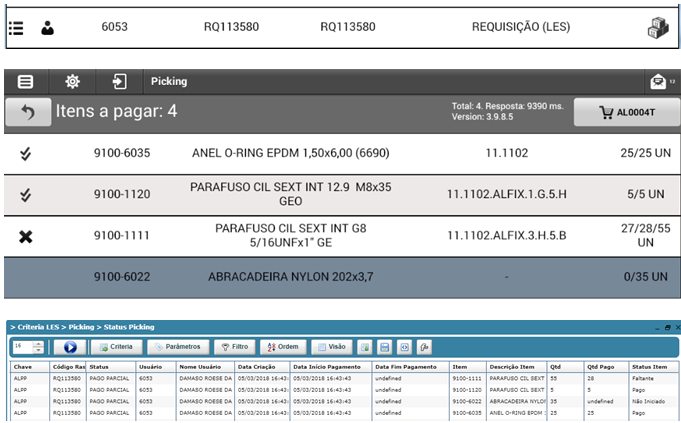 6053 RQ113580 RQ113580 REQUISIÇÃO (LES)
Picking
Itens a pagar: 4
Total: 4. Resposta: 9390 ms.
Version: 3.9.8.5
AL0004T
9100-6035 ANEL O-RING EPDM 1,50x6,00 (6690) 11.1102 25/25 UN
9100-1120 PARAFUSO CIL SEXT INT 12.9 M8x35
GEO 11.1102.ALFIX.1.G.5.H 5/5 UN
9100-1111 PARAFUSO CIL SEXT INT G8
5/16UNFx1" GE 11.1102.ALFIX.3.H.5.B 27/28/55
UN
9100-6022 ABRACADEIRA NYLON 202x3,7 - 0/35 UN
> Criteria LES > Picking > Status Picking
16 Criteria Parâmetros Filtro Ordem Visão
Chave Código Ras Status Usuário Nome Usuário Data Criação Data Início Pagamento Data Fim Pagamento Item Descrição Item Qtd Qtd Pago Status Item
ALPP RQ113580 PAGO PARCIAL 6053 DAMASO ROESE DA 05/03/2018 16:43: 05/03/2018 16:43:43 undefined 9100-1111 PARAFUSO CIL SEXT 55 28 Faltante
ALPP RQ113580 PAGO PARCIAL 6053 DAMASO ROESE DA 05/03/2018 16:43: 05/03/2018 16:43:43 undefined 9100-1120 PARAFUSO CIL SEXT 5 5 Pago
ALPP RQ113580 PAGO PARCIAL 6053 DAMASO ROESE DA 05/03/2018 16:43: 05/03/2018 16:43:43 undefined 9100-6022 ABRACADEIRA NYLON 35 undefined Não Iniciado
ALPP RQ113580 PAGO PARCIAL 6053 DAMASO ROESE DA 05/03/2018 16:43: 05/03/2018 16:43:43 undefined 9100-6035 ANEL O-RING EPDM 25 25 Pago